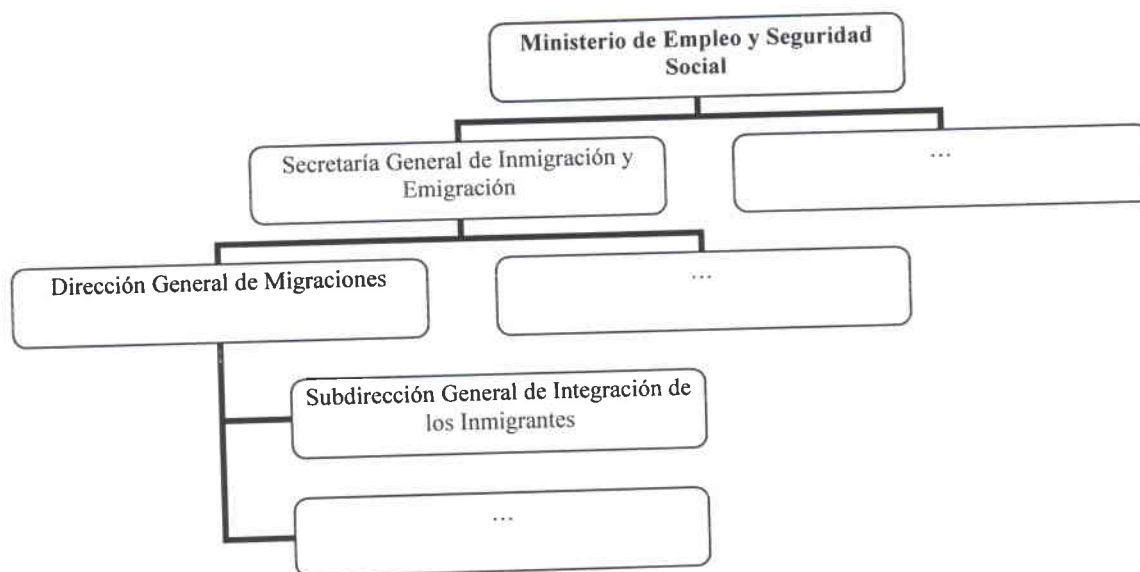 Ministerio de Empleo y Seguridad
Social
Secretaría General de Inmigración y
Emigración
...
Dirección General de Migraciones
...
Subdirección General de Integración de
los Inmigrantes
...